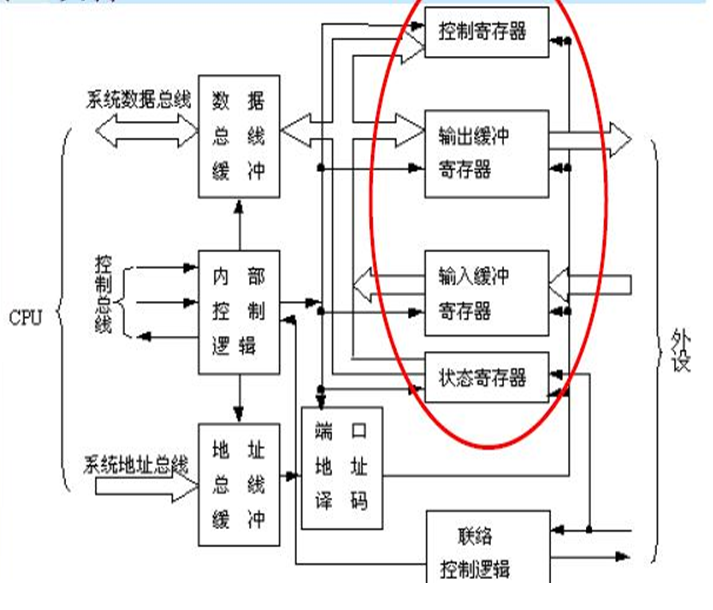 控制寄存器
系统数据总线
数 据
总 线
缓 冲
输出缓冲
寄存器
控制总线
内 部
控 制
逻 辑
输入缓冲
寄存器
CPU
外设
状态寄存器
系统地址总线
地 址
总 线
缓 冲
端 口
地 址
译 码
联络
控制逻辑